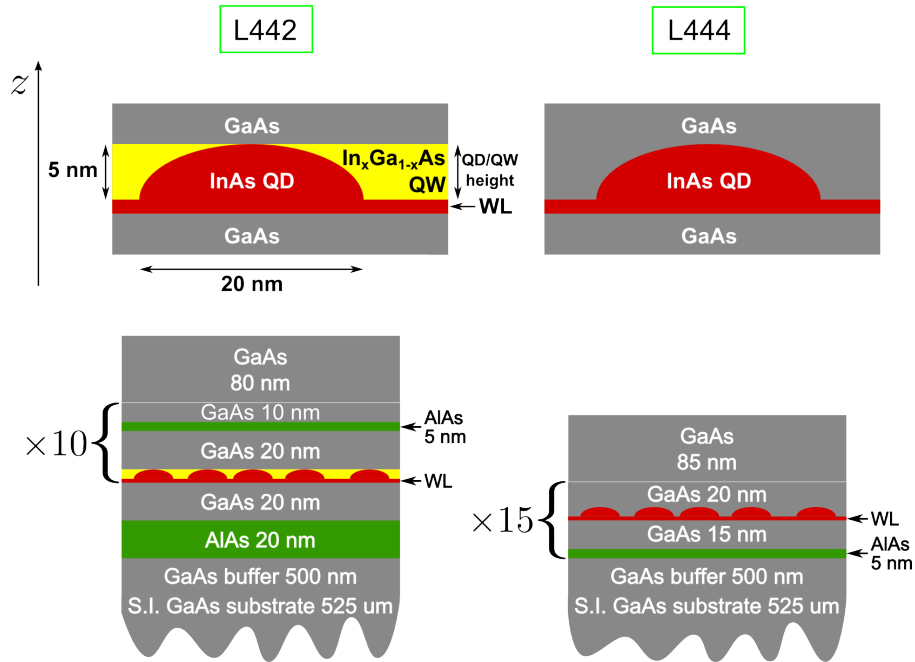 L442
L444
z
GaAs
5 nm
InₓGa₁₋ₓAs
QW
InAs QD
QD/QW
height
WL
GaAs
20 nm
GaAs
InAs QD
GaAs
GaAs
80 nm
×10
GaAs 10 nm
AlAs
5 nm
GaAs 20 nm
WL
GaAs 20 nm
AlAs 20 nm
GaAs buffer 500 nm
S.I. GaAs substrate 525 um
GaAs
85 nm
×15
GaAs 20 nm
WL
GaAs 15 nm
AlAs
5 nm
GaAs buffer 500 nm
S.I. GaAs substrate 525 um